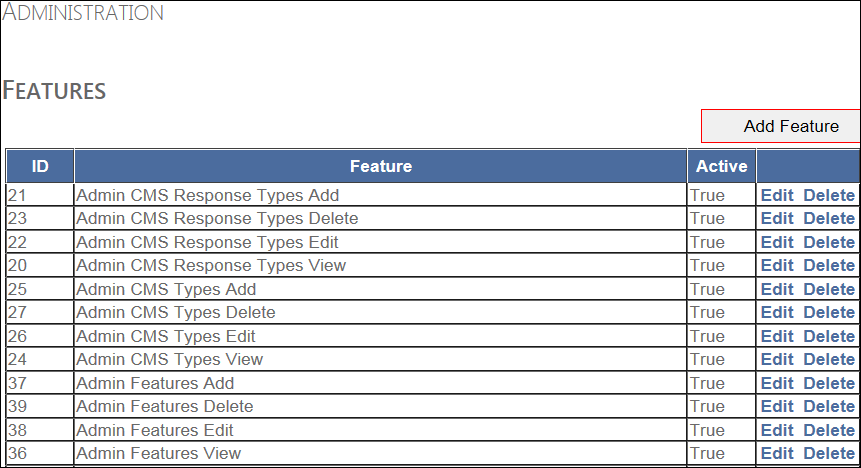 ADMINISTRATION
FEATURES
Add Feature
ID Feature Active
21 Admin CMS Response Types Add True Edit Delete
23 Admin CMS Response Types Delete True Edit Delete
22 Admin CMS Response Types Edit True Edit Delete
20 Admin CMS Response Types View True Edit Delete
25 Admin CMS Types Add True Edit Delete
27 Admin CMS Types Delete True Edit Delete
26 Admin CMS Types Edit True Edit Delete
24 Admin CMS Types View True Edit Delete
37 Admin Features Add True Edit Delete
39 Admin Features Delete True Edit Delete
38 Admin Features Edit True Edit Delete
36 Admin Features View True Edit Delete